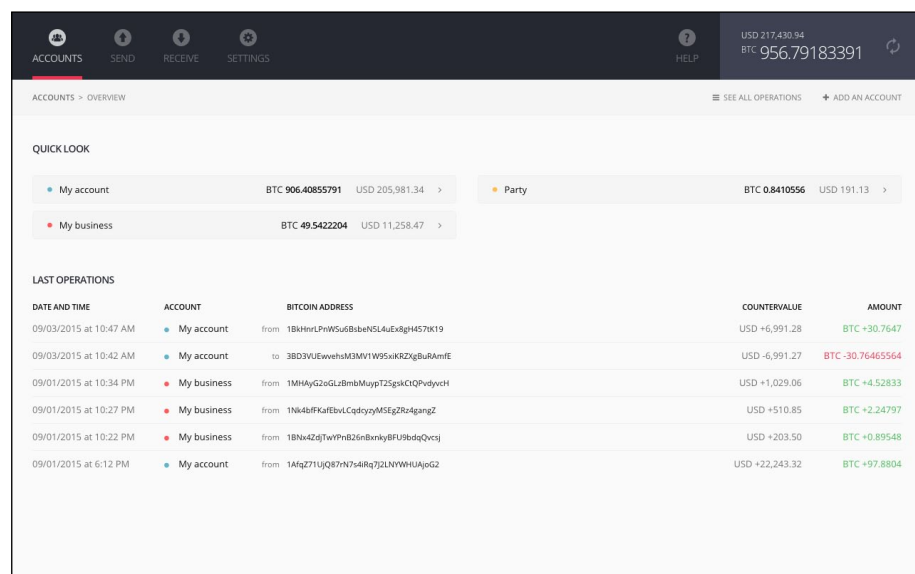 ACCOUNTS SEND RECEIVE SETTINGS HELP
USD 217,430.94
BTC 956.79183391
ACCOUNTS > OVERVIEW SEE ALL OPERATIONS + ADD AN ACCOUNT
QUICK LOOK
My account BTC 906.40855791 USD 205,981.34 >
Party BTC 0.8410556 USD 191.13 >
My business BTC 49.5422204 USD 11,258.47 >
LAST OPERATIONS
DATE AND TIME ACCOUNT BITCOIN ADDRESS COUNTERVALUE AMOUNT
09/03/2015 at 10:47 AM My account from 1BkHnrLPnWSu6BsbeN5L4uEx8gH457tK19 USD +6,991.28 BTC +30.7647
09/03/2015 at 10:42 AM My account to 3BD3VUEwvehsM3MV1W95xiKRZXgBuRAmfE USD -6,991.27 BTC -30.76465564
09/01/2015 at 10:34 PM My business from 1MHAyG2oGLzBmbMuypT2SgskCtQPvdyvcH USD +1,029.06 BTC +4.52833
09/01/2015 at 10:27 PM My business from 1Nk4bfFKafEbvLCqdcyzyMSEgZRz4gangZ USD +510.85 BTC +2.24797
09/01/2015 at 10:22 PM My business from 1BNx4ZdjTwYPnB26nBxnkyBFU9bdqQvcsj USD +203.50 BTC +0.89548
09/01/2015 at 6:12 PM My account from 1AfqZ71UjQ87rN7s4iRq7J2LNYWHUAjoG2 USD +22,243.32 BTC +97.8804